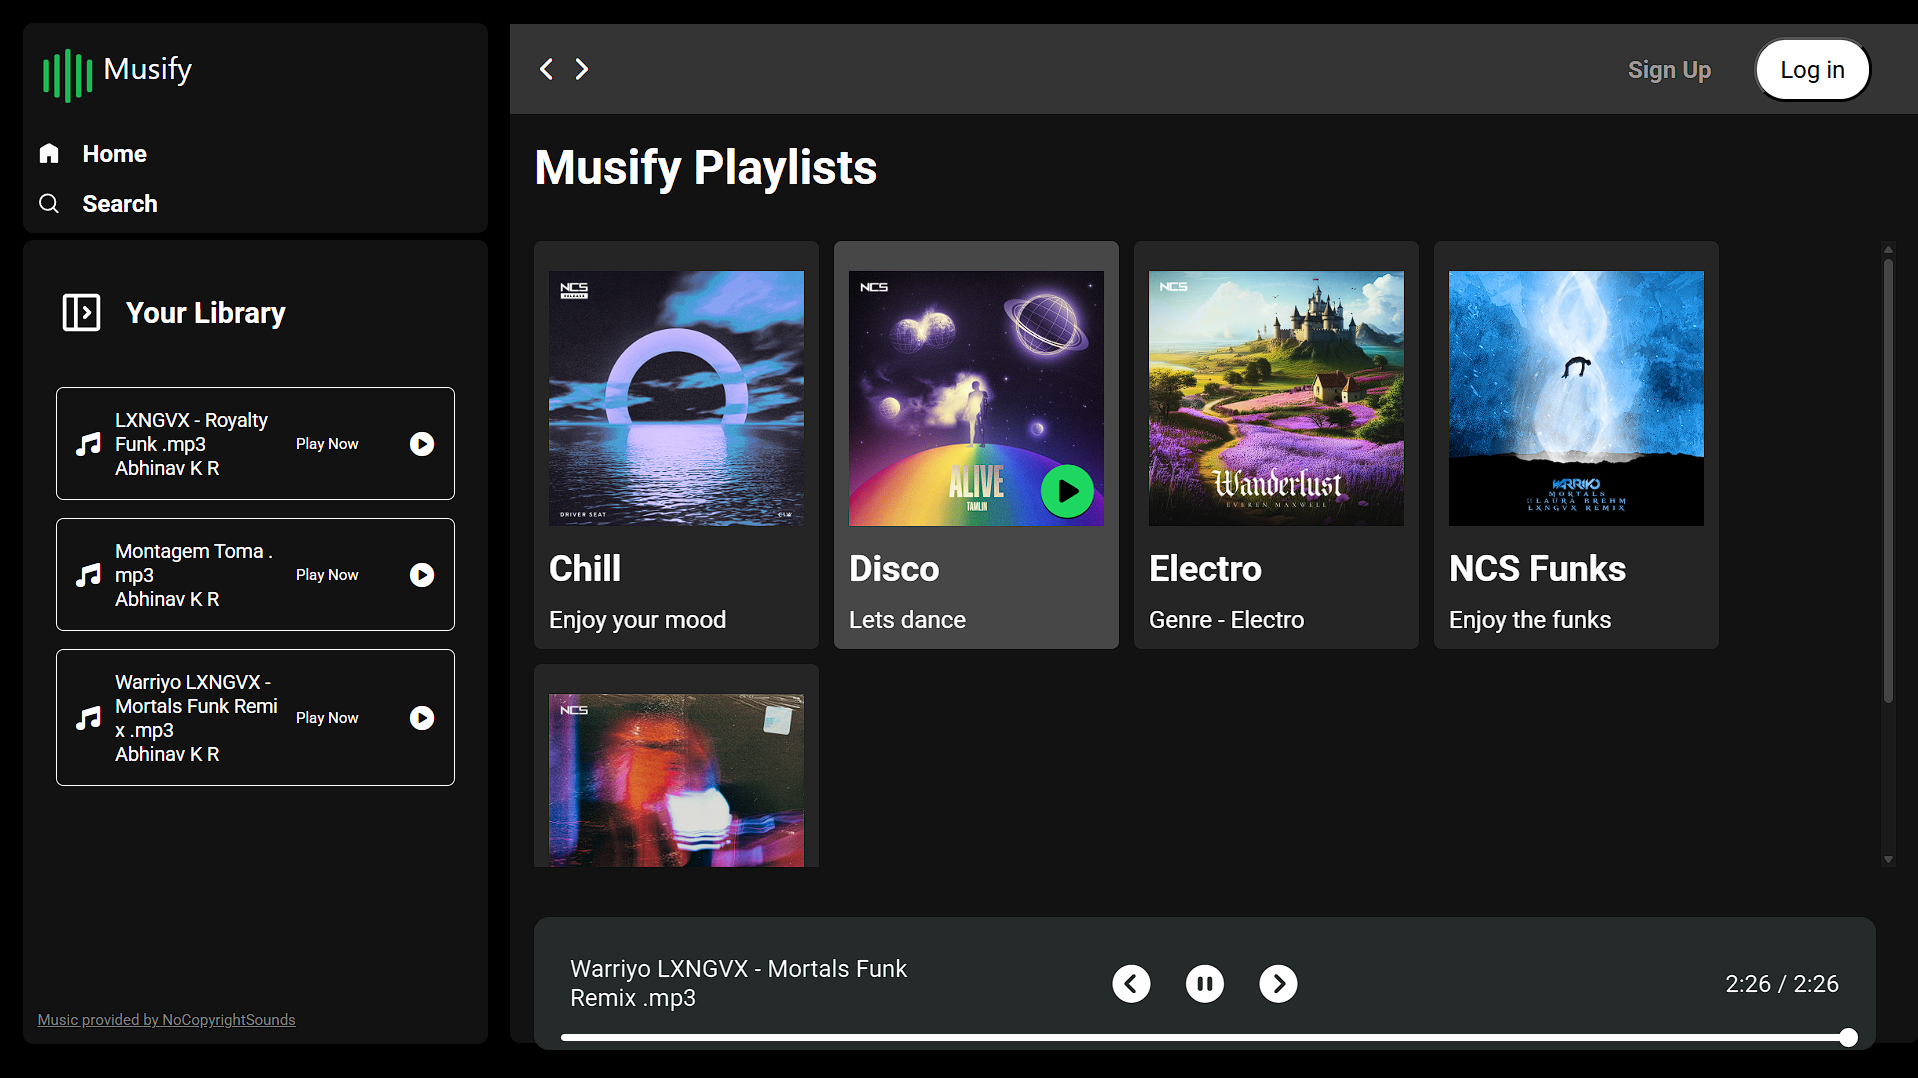 Musify
Home
Search
Your Library
LXNGVX - Royalty
Funk .mp3
Abhinav K R
Play Now
Montagem Toma .
mp3
Abhinav K R
Play Now
Warriyo LXNGVX -
Mortals Funk Remi
x .mp3
Abhinav K R
Play Now
Music provided by NoCopyrightSounds
Sign Up
Log in
Musify Playlists
NCS
RELEASE
DRIVER SEAT
Chill
Enjoy your mood
NCS
ALIVE
TAMLIN
Disco
Lets dance
NCS
Wanderlust
EVEREN MAXWELL
Electro
Genre - Electro
WARRIYO
MORTALS
LAURA BREHM
LXNGVX REMIX
NCS Funks
Enjoy the funks
NCS
Warriyo LXNGVX - Mortals Funk
Remix .mp3
2:26 / 2:26